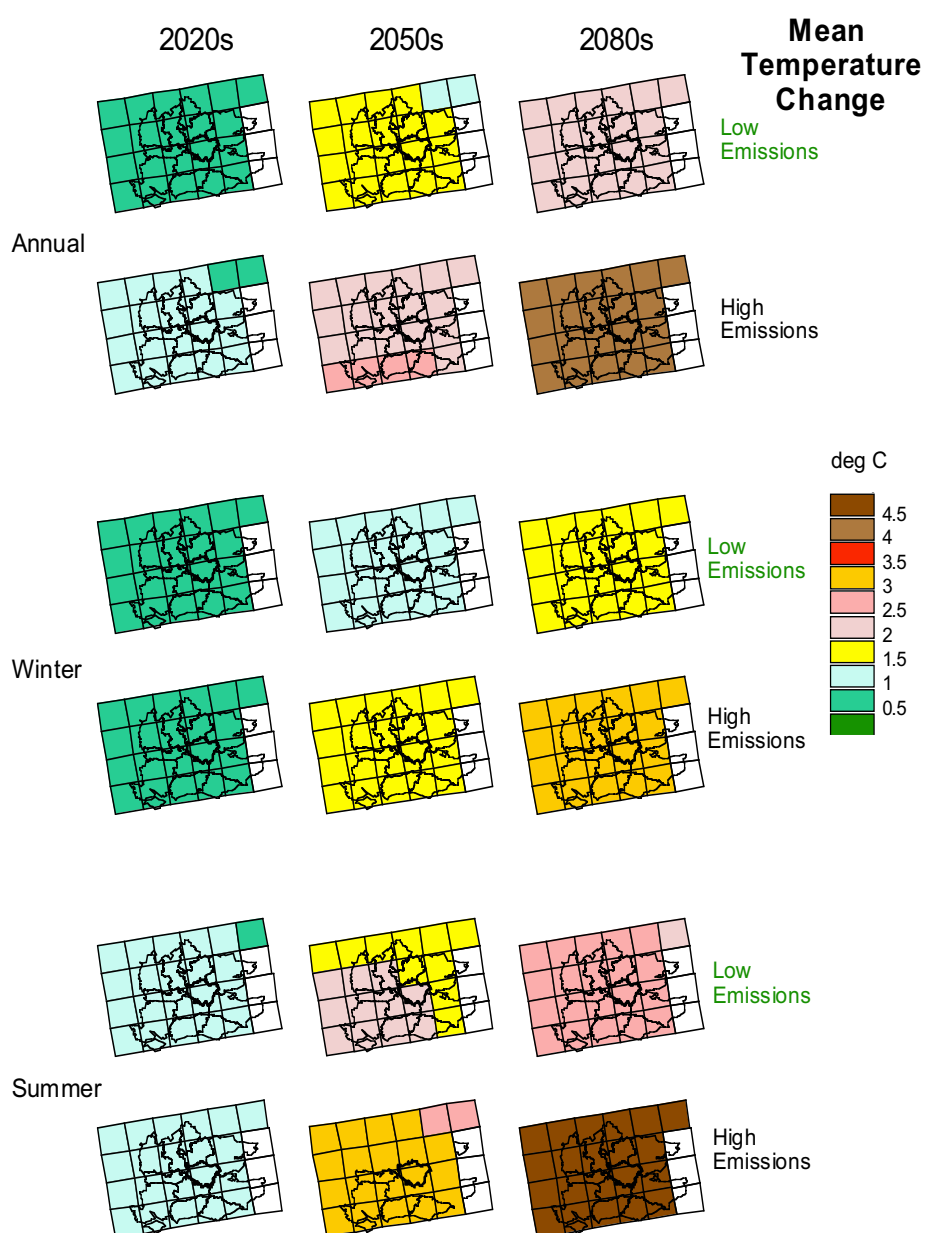 2020s
2050s
2080s
Mean
Temperature
Change
Low
Emissions
Annual
High
Emissions
deg C
4.5
4
3.5
3
2.5
2
1.5
1
0.5
Low
Emissions
Winter
High
Emissions
Low
Emissions
Summer
High
Emissions